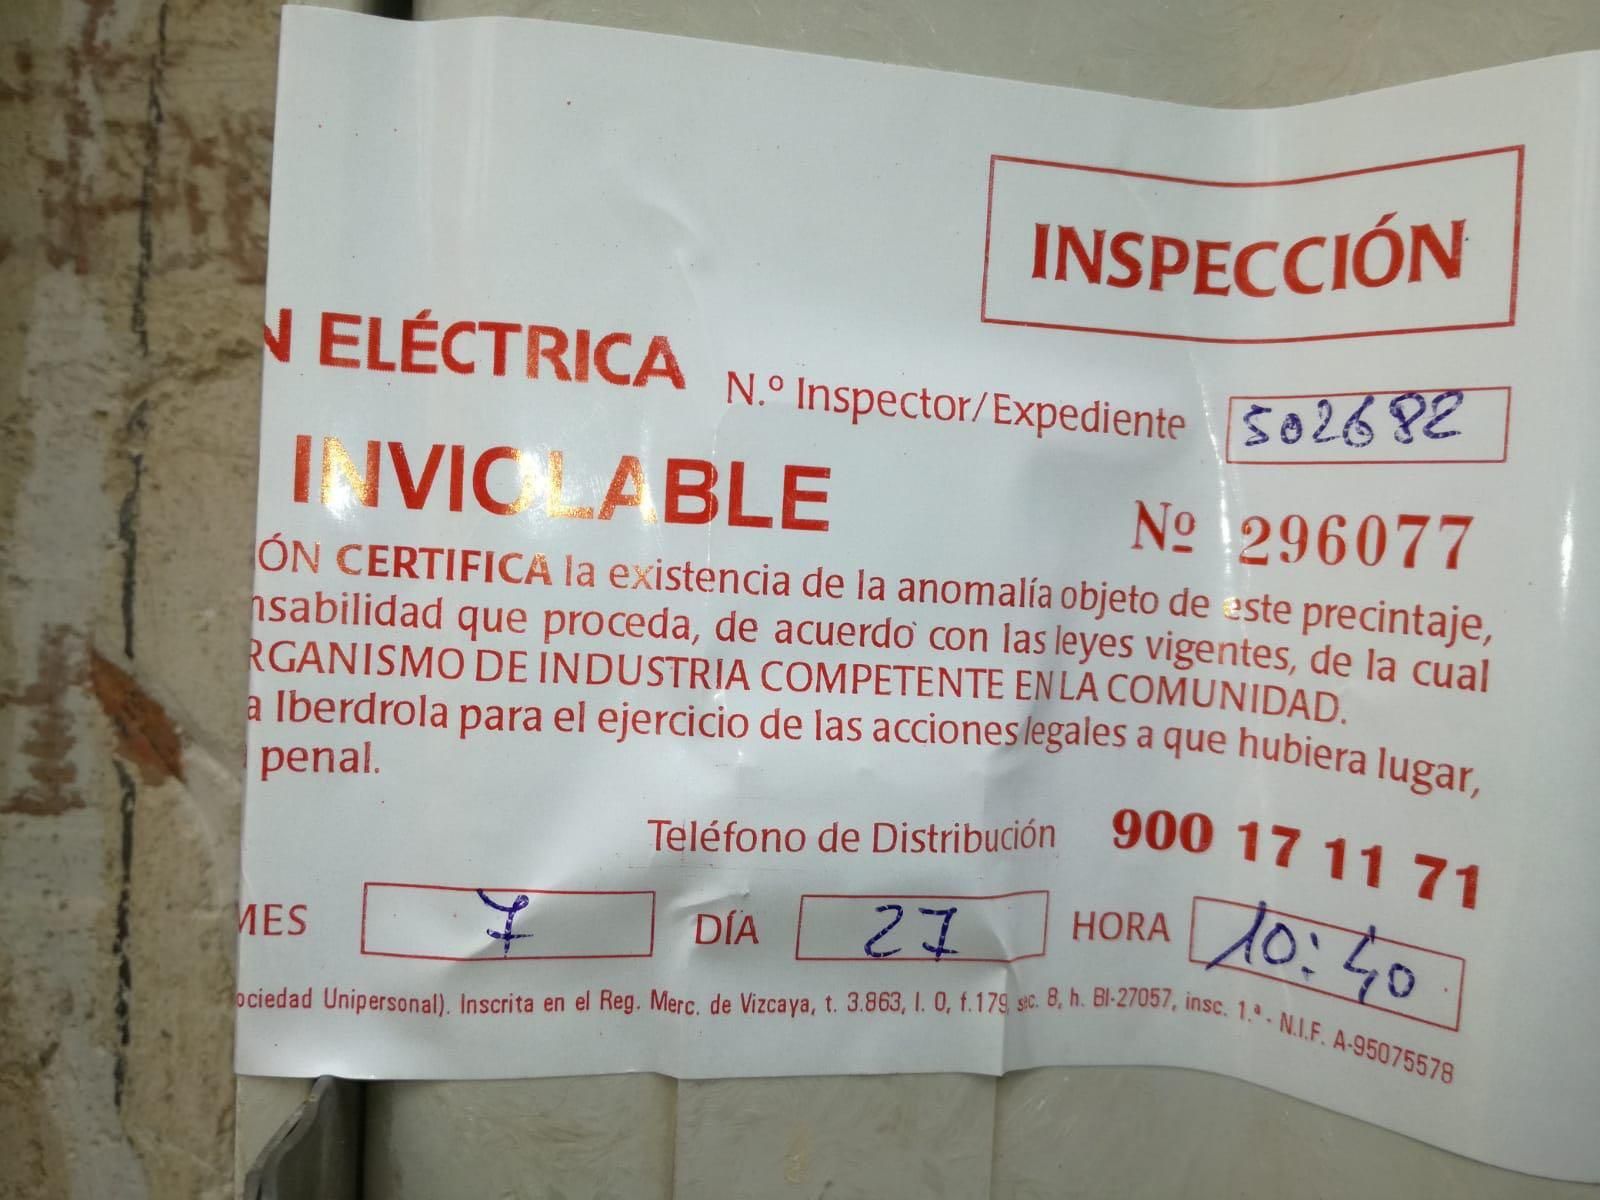 INSPECCIÓN
N ELÉCTRICA
N.º Inspector/Expediente 502682
INVIOLABLE
Nº 296077
ÓN CERTIFICA la existencia de la anomalía objeto de este precintaje,
nsabilidad que proceda, de acuerdo con las leyes vigentes, de la cual
RGANISMO DE INDUSTRIA COMPETENTE EN LA COMUNIDAD.
a Iberdrola para el ejercicio de las acciones legales a que hubiera lugar,
penal.
Teléfono de Distribución 900 17 11 71
MES 7 DÍA 27 HORA 10:40
ociedad Unipersonal). Inscrita en el Reg. Merc. de Vizcaya, t. 3.863, l. 0, f. 179, sec. 8, h. BI-27057, insc. 1.ª - N.I.F. A-95075578